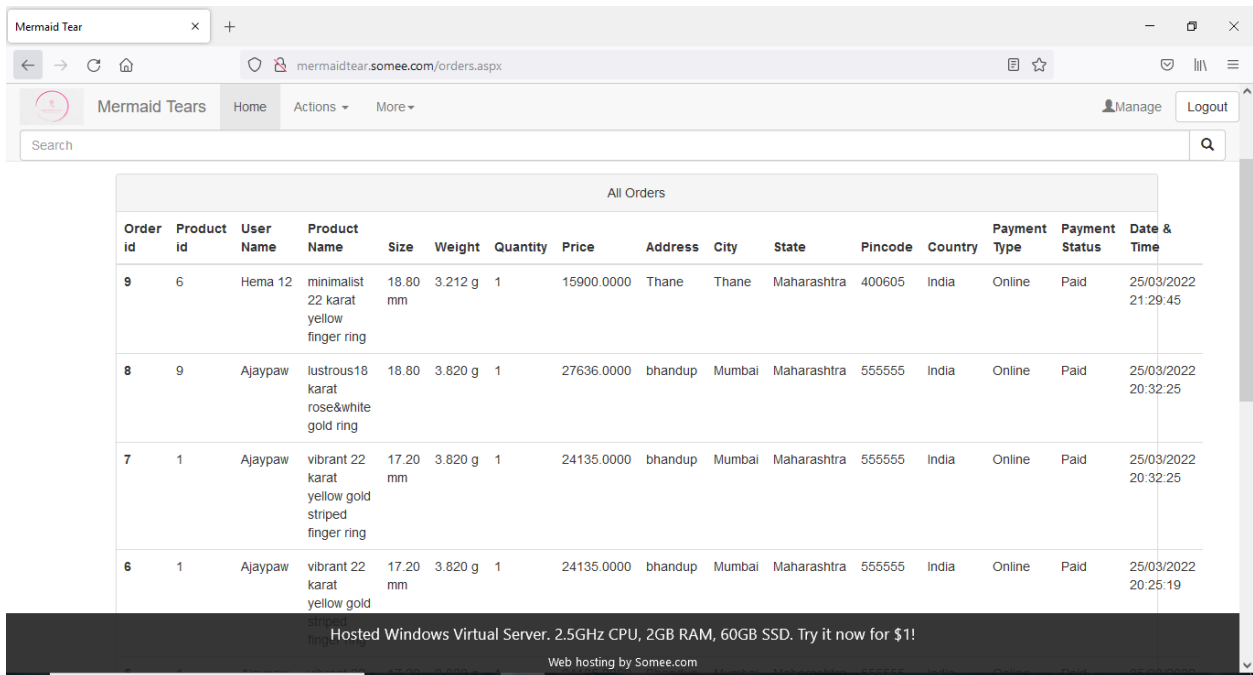 Mermaid Tear
mermaidtear.somee.com/orders.aspx
Mermaid Tears Home Actions More Manage Logout
Search
All Orders
Order id Product id User Name Product Name Size Weight Quantity Price Address City State Pincode Country Payment Type Payment Status Date & Time
9 6 Hema 12 minimalist 18.80 3.212 g 1 15900.0000 Thane Thane Maharashtra 400605 India Online Paid 25/03/2022
22 karat mm 21:29:45
yellow
finger ring
8 9 Ajaypaw lustrous18 18.80 3.820 g 1 27636.0000 bhandup Mumbai Maharashtra 555555 India Online Paid 25/03/2022
karat 20:32:25
rose&white
gold ring
7 1 Ajaypaw vibrant 22 17.20 3.820 g 1 24135.0000 bhandup Mumbai Maharashtra 555555 India Online Paid 25/03/2022
karat mm 20:32:25
yellow gold
striped
finger ring
6 1 Ajaypaw vibrant 22 17.20 3.820 g 1 24135.0000 bhandup Mumbai Maharashtra 555555 India Online Paid 25/03/2022
karat mm 20:25:19
yellow gold
striped
Hosted Windows Virtual Server. 2.5GHz CPU, 2GB RAM, 60GB SSD. Try it now for $1!
Web hosting by Somee.com